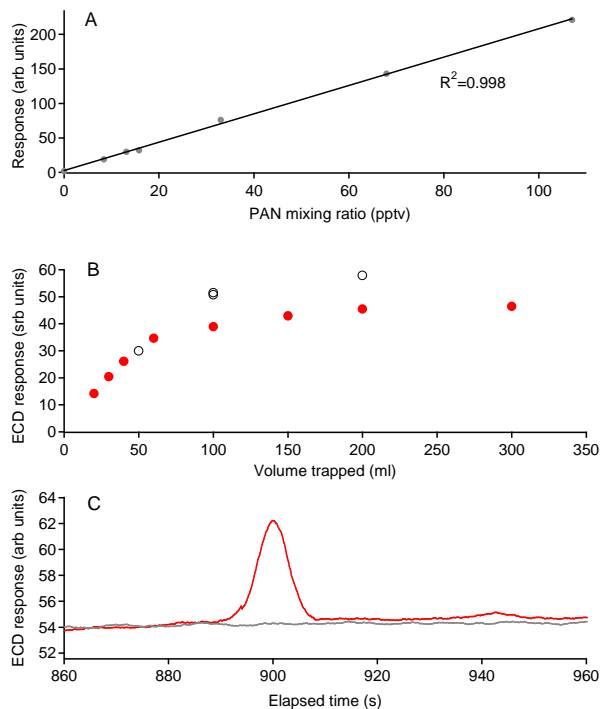 A
Response (arb units)
200
150
100
50
0
R²=0.998
0 20 40 60 80 100
PAN mixing ratio (pptv)
B
ECD response (srb units)
60
50
40
30
20
10
0
0 50 100 150 200 250 300 350
Volume trapped (ml)
C
ECD response (arb units)
64
62
60
58
56
54
52
860 880 900 920 940 960
Elapsed time (s)